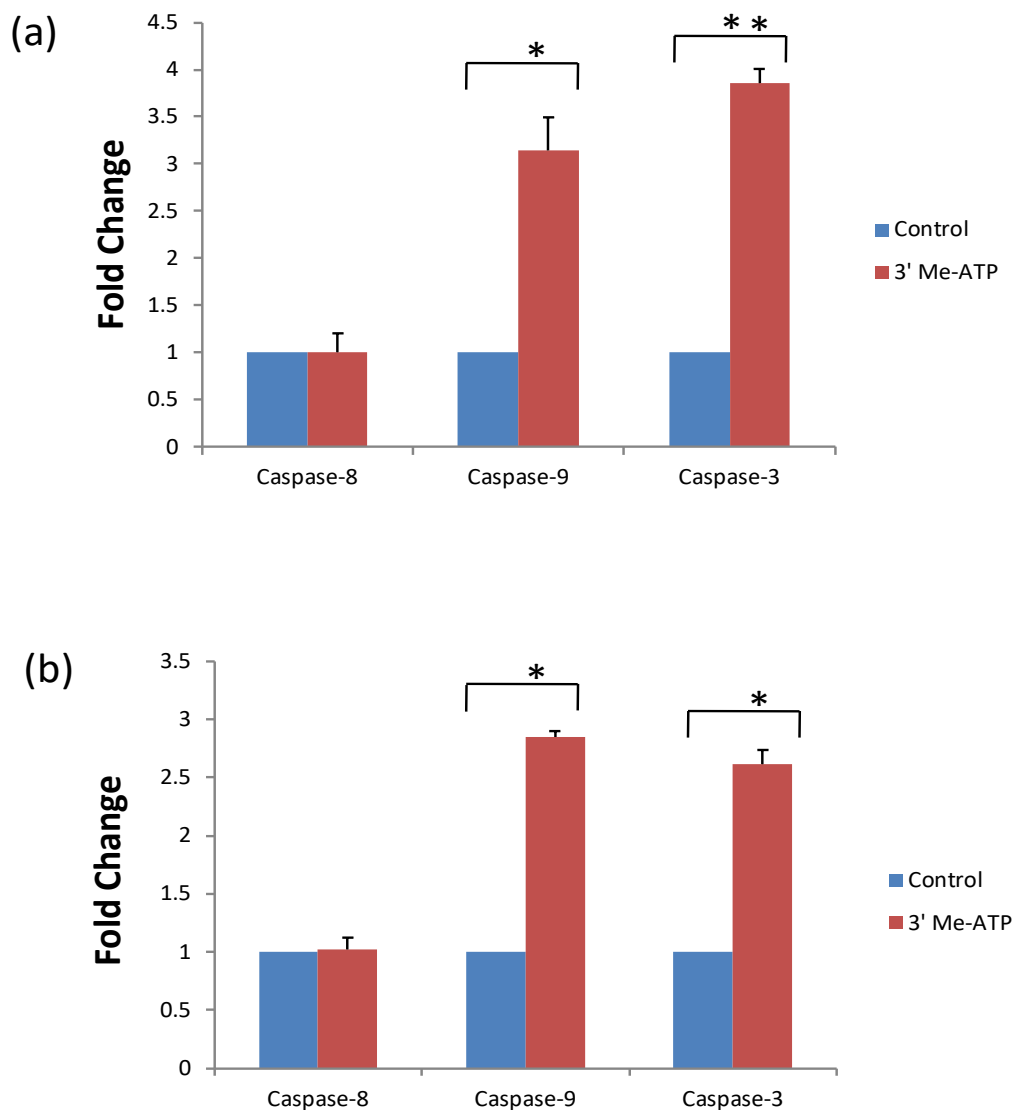 (a)
Fold Change
4.5
4
3.5
3
2.5
2
1.5
1
0.5
0
*
* *
Caspase-8 Caspase-9 Caspase-3
Control
3' Me-ATP
(b)
Fold Change
3.5
3
2.5
2
1.5
1
0.5
0
*
*
Caspase-8 Caspase-9 Caspase-3
Control
3' Me-ATP